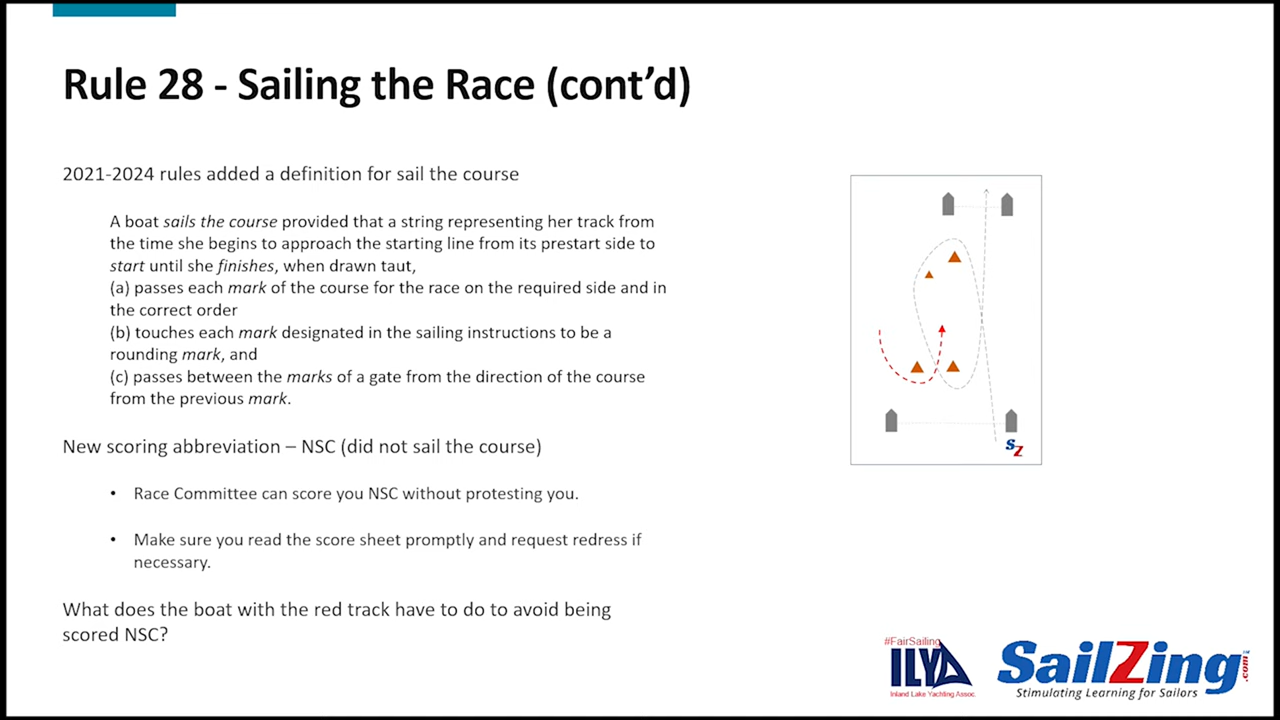 Rule 28 - Sailing the Race (cont’d)
2021-2024 rules added a definition for sail the course
A boat sails the course provided that a string representing her track from
the time she begins to approach the starting line from its prestart side to
start until she finishes, when drawn taut,
(a) passes each mark of the course for the race on the required side and in
the correct order
(b) touches each mark designated in the sailing instructions to be a
rounding mark, and
(c) passes between the marks of a gate from the direction of the course
from the previous mark.
New scoring abbreviation – NSC (did not sail the course)
• Race Committee can score you NSC without protesting you.
• Make sure you read the score sheet promptly and request redress if
necessary.
What does the boat with the red track have to do to avoid being
scored NSC?
SZ
#FairSailing
ILYA
Inland Lake Yachting Assoc.
SailZing.com™
Stimulating Learning for Sailors